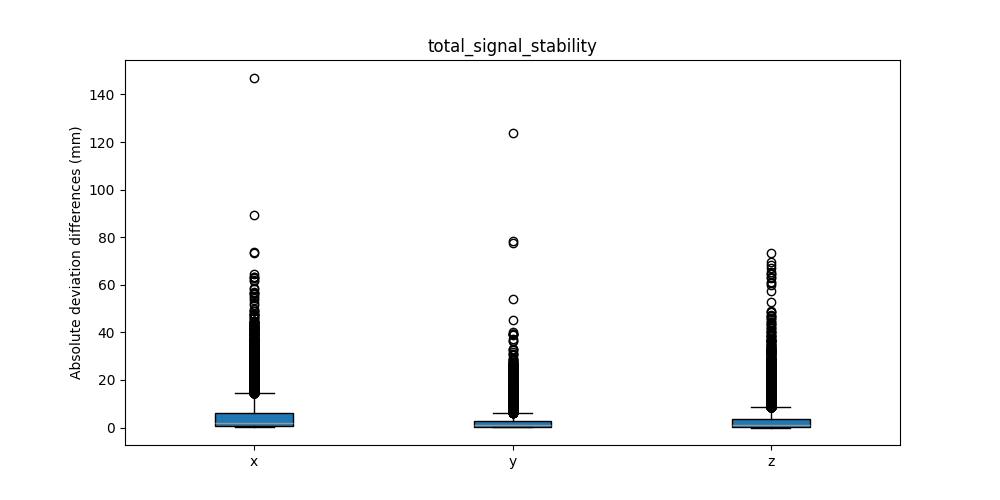 total_signal_stability
Absolute deviation differences (mm)
140
120
100
80
60
40
20
0
x y z